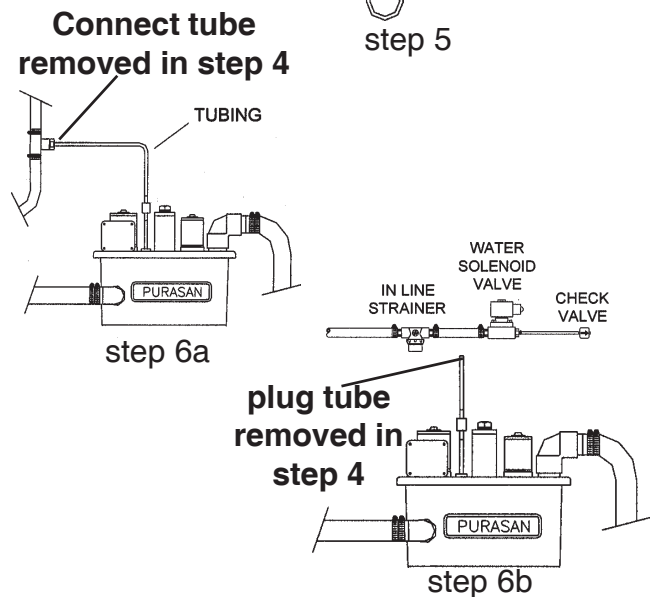 step 5
Connect tube
removed in step 4
TUBING
PURASAN
step 6a
WATER
SOLENOID
VALVE
IN LINE
STRAINER
CHECK
VALVE
plug tube
removed in
step 4
PURASAN
step 6b